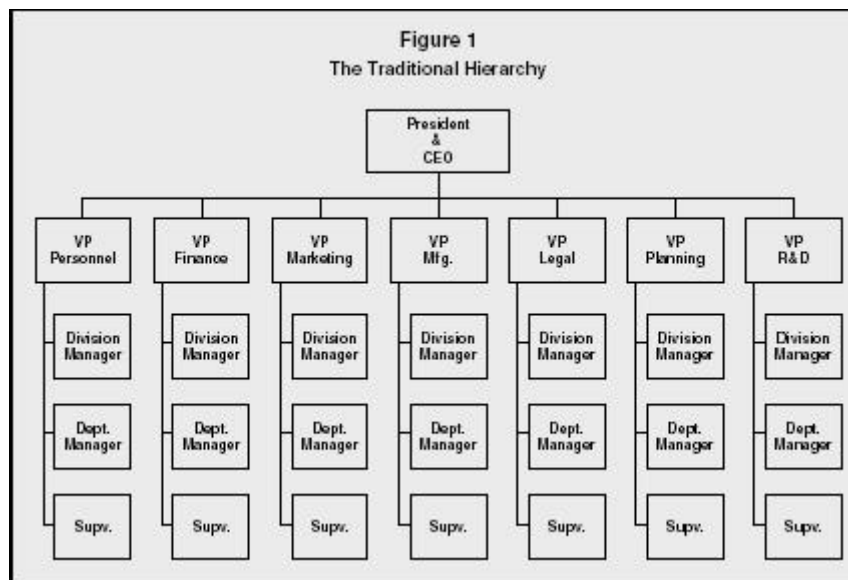 Figure 1
The Traditional Hierarchy
President
&
CEO
VP
Personnel
VP
Finance
VP
Marketing
VP
Mfg.
VP
Legal
VP
Planning
VP
R&D
Division
Manager
Division
Manager
Division
Manager
Division
Manager
Division
Manager
Division
Manager
Division
Manager
Dept.
Manager
Dept.
Manager
Dept.
Manager
Dept.
Manager
Dept.
Manager
Dept.
Manager
Dept.
Manager
Supv.
Supv.
Supv.
Supv.
Supv.
Supv.
Supv.